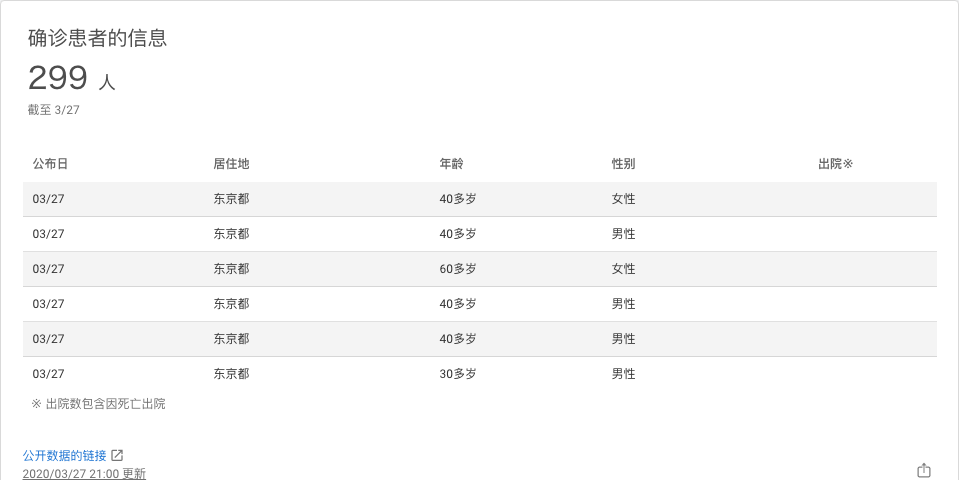 确诊患者的信息
299 人
截至 3/27
公布日 居住地 年龄 性别 出院※
03/27 东京都 40多岁 女性
03/27 东京都 40多岁 男性
03/27 东京都 60多岁 女性
03/27 东京都 40多岁 男性
03/27 东京都 40多岁 男性
03/27 东京都 30多岁 男性
※ 出院数包含因死亡出院
公开数据的链接
2020/03/27 21:00 更新